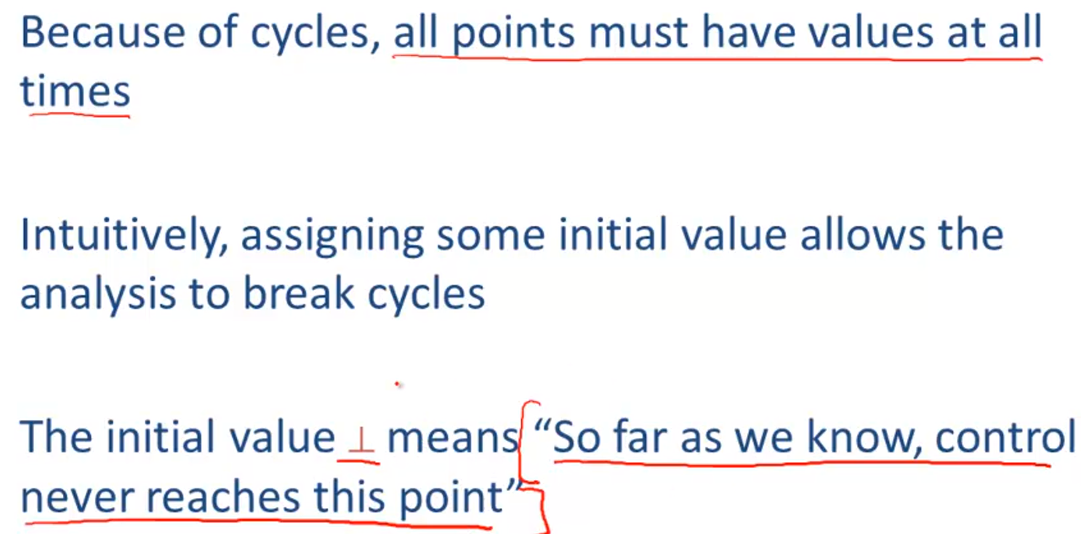 Because of cycles, all points must have values at all
times
Intuitively, assigning some initial value allows the
analysis to break cycles
The initial value ⊥ means “So far as we know, control
never reaches this point”